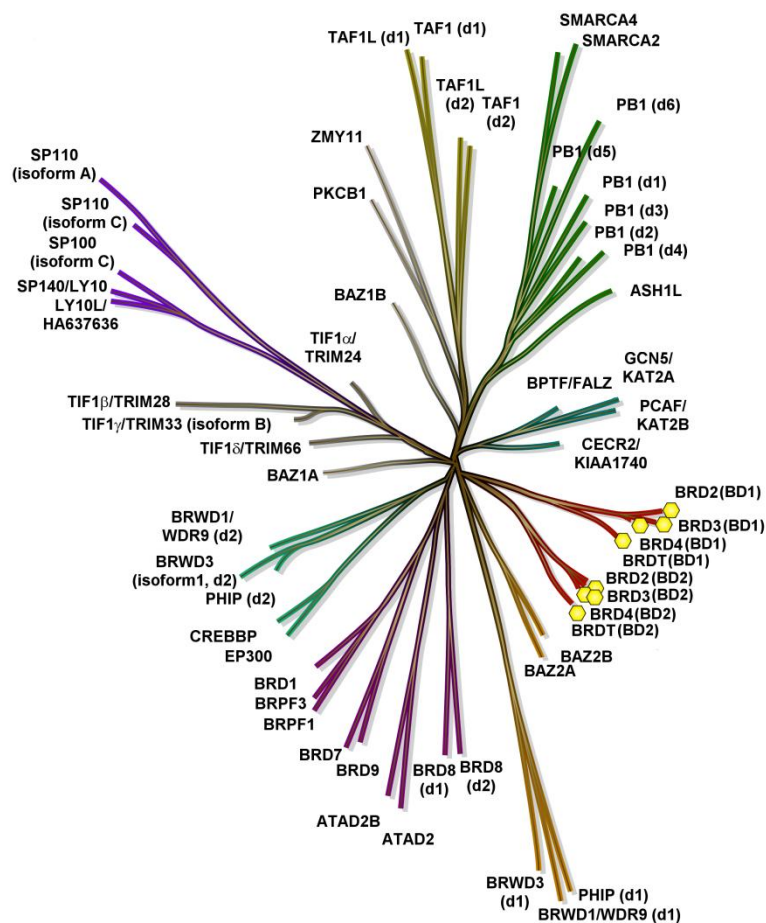 SMARCA4
SMARCA2
TAF1L (d1)
TAF1 (d1)
TAF1L
(d2)
TAF1
(d2)
PB1 (d6)
ZMY11
PB1 (d5)
SP110
(isoform A)
PKCB1
PB1 (d1)
SP110
(isoform C)
PB1 (d3)
PB1 (d2)
SP100
(isoform C)
PB1 (d4)
SP140/LY10
LY10L/
HA637636
BAZ1B
ASH1L
TIF1α/
TRIM24
GCN5/
KAT2A
BPTF/FALZ
TIF1β/TRIM28
TIF1γ/TRIM33 (isoform B)
PCAF/
KAT2B
TIF1δ/TRIM66
CECR2/
KIAA1740
BAZ1A
BRD2(BD1)
BRD3(BD1)
BRD4(BD1)
BRDT(BD1)
BRWD1/
WDR9 (d2)
BRWD3
(isoform1, d2)
PHIP (d2)
BRD2(BD2)
BRD3(BD2)
BRD4(BD2)
BRDT(BD2)
CREBBP
EP300
BAZ2B
BAZ2A
BRD1
BRPF3
BRPF1
BRD7
BRD9
BRD8
(d1)
BRD8
(d2)
ATAD2B
ATAD2
BRWD3
(d1)
PHIP (d1)
BRWD1/WDR9 (d1)